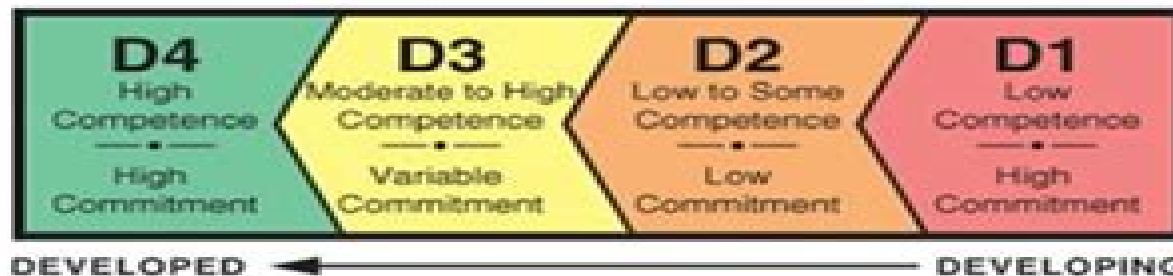 D4
High
Competence
High
Commitment
D3
Moderate to High
Competence
Variable
Commitment
D2
Low to Some
Competence
Low
Commitment
D1
Low
Competence
High
Commitment
DEVELOPED
DEVELOPING